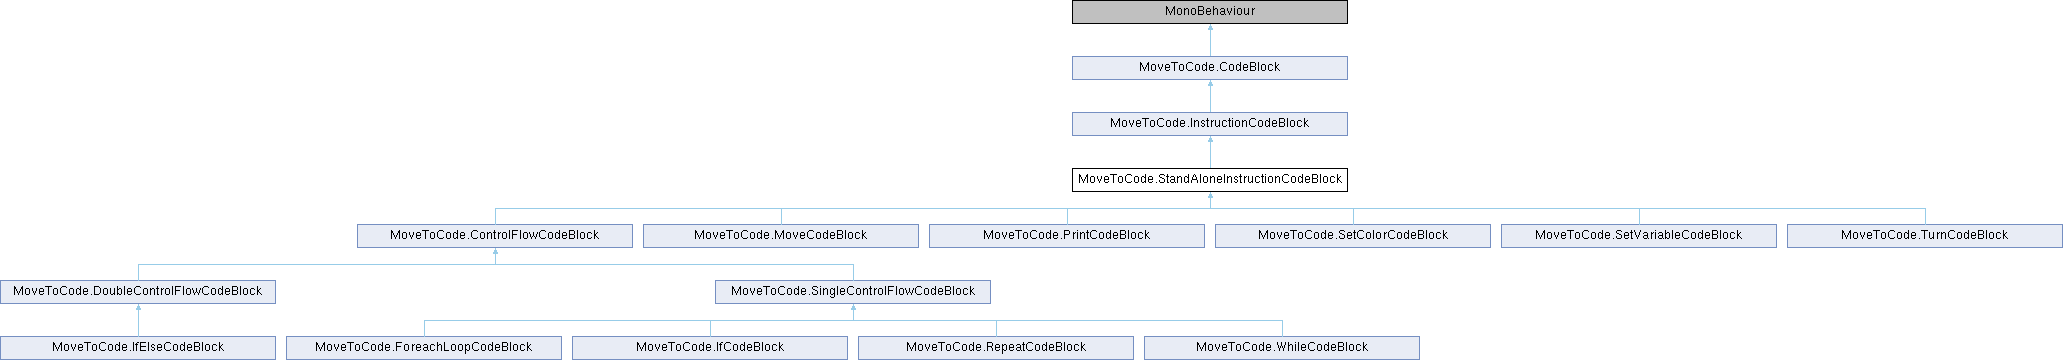 MonoBehaviour
MoveToCode.CodeBlock
MoveToCode.InstructionCodeBlock
MoveToCode.StandAloneInstructionCodeBlock
MoveToCode.ControlFlowCodeBlock
MoveToCode.MoveCodeBlock
MoveToCode.PrintCodeBlock
MoveToCode.SetColorCodeBlock
MoveToCode.SetVariableCodeBlock
MoveToCode.TurnCodeBlock
MoveToCode.DoubleControlFlowCodeBlock
MoveToCode.SingleControlFlowCodeBlock
MoveToCode.IfElseCodeBlock
MoveToCode.ForeachLoopCodeBlock
MoveToCode.IfCodeBlock
MoveToCode.RepeatCodeBlock
MoveToCode.WhileCodeBlock